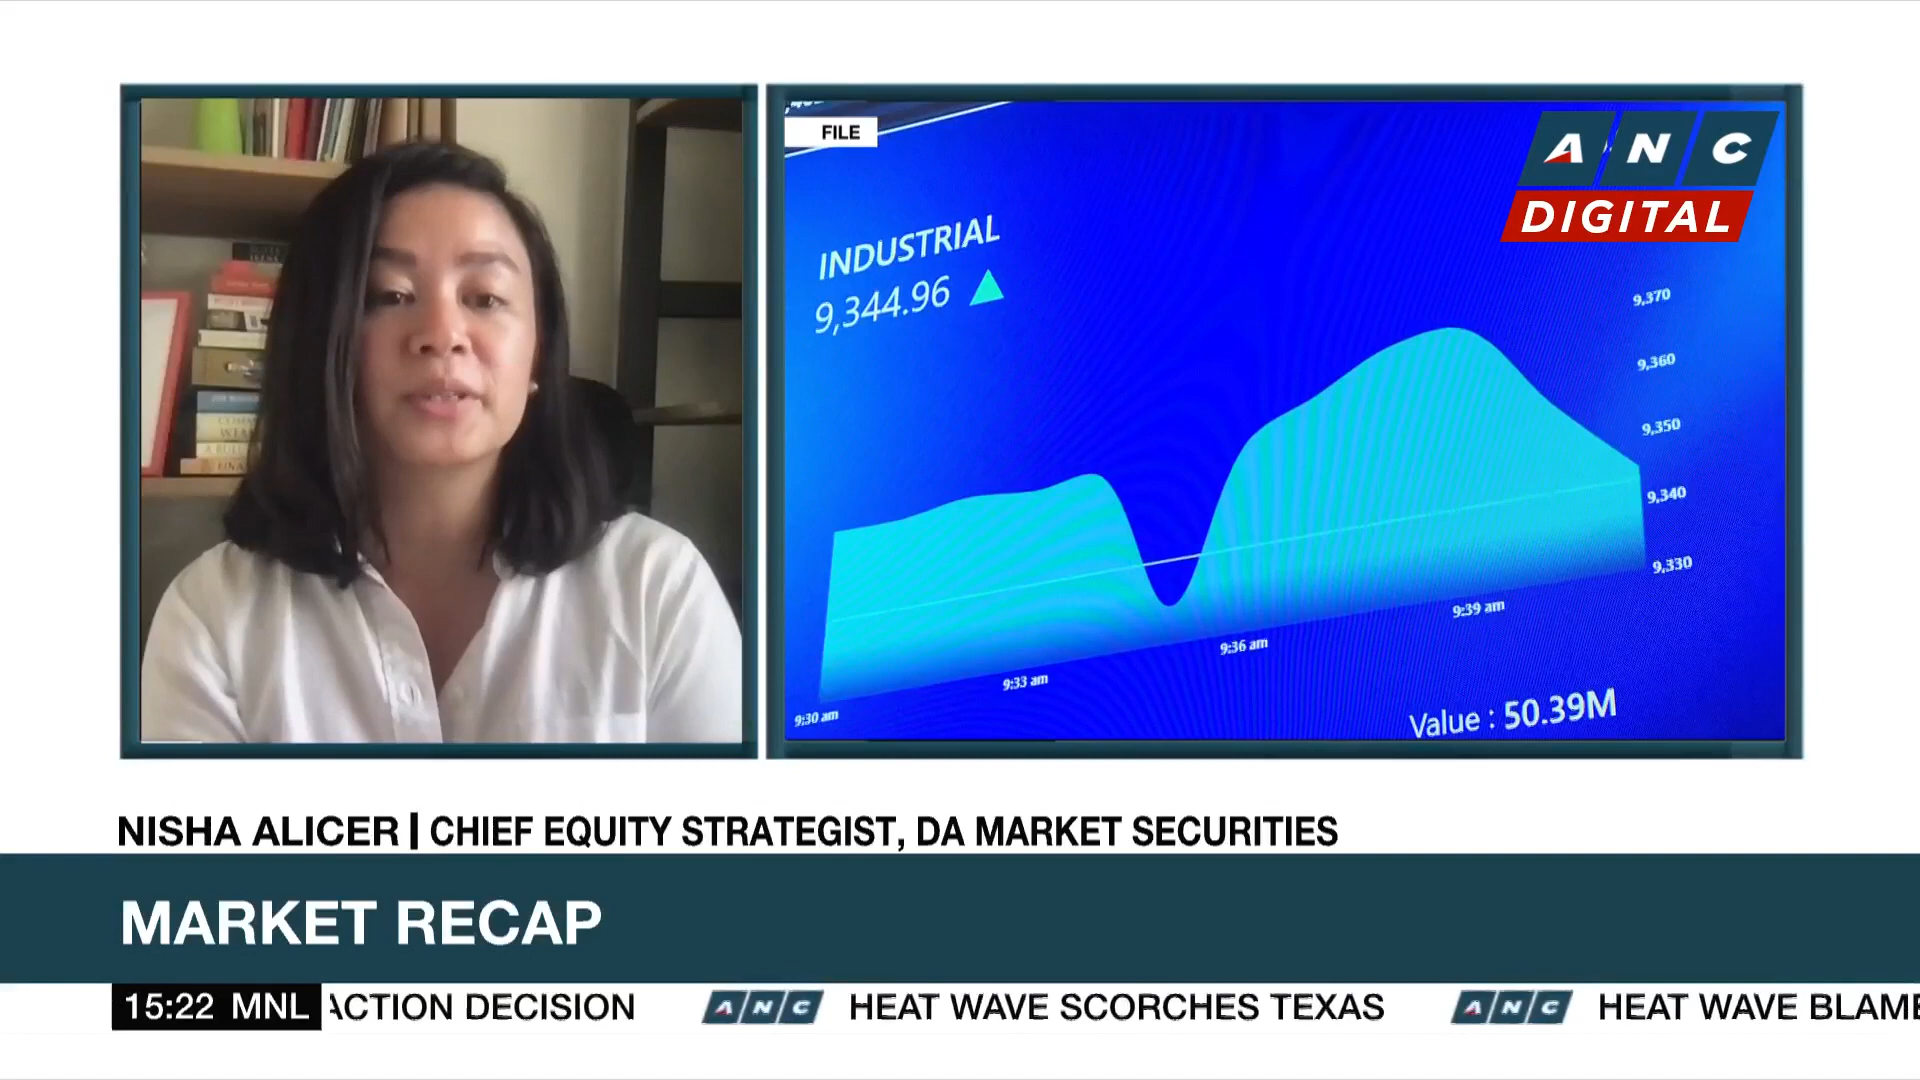 FILE
ANC
DIGITAL
INDUSTRIAL
9,344.96
9,370
9,360
9,350
9,340
9,330
9:30 am
9:33 am
9:36 am
9:39 am
Value : 50.39M
NISHA ALICER | CHIEF EQUITY STRATEGIST, DA MARKET SECURITIES
MARKET RECAP
15:22 MNL ACTION DECISION ANC HEAT WAVE SCORCHES TEXAS ANC HEAT WAVE BLAME